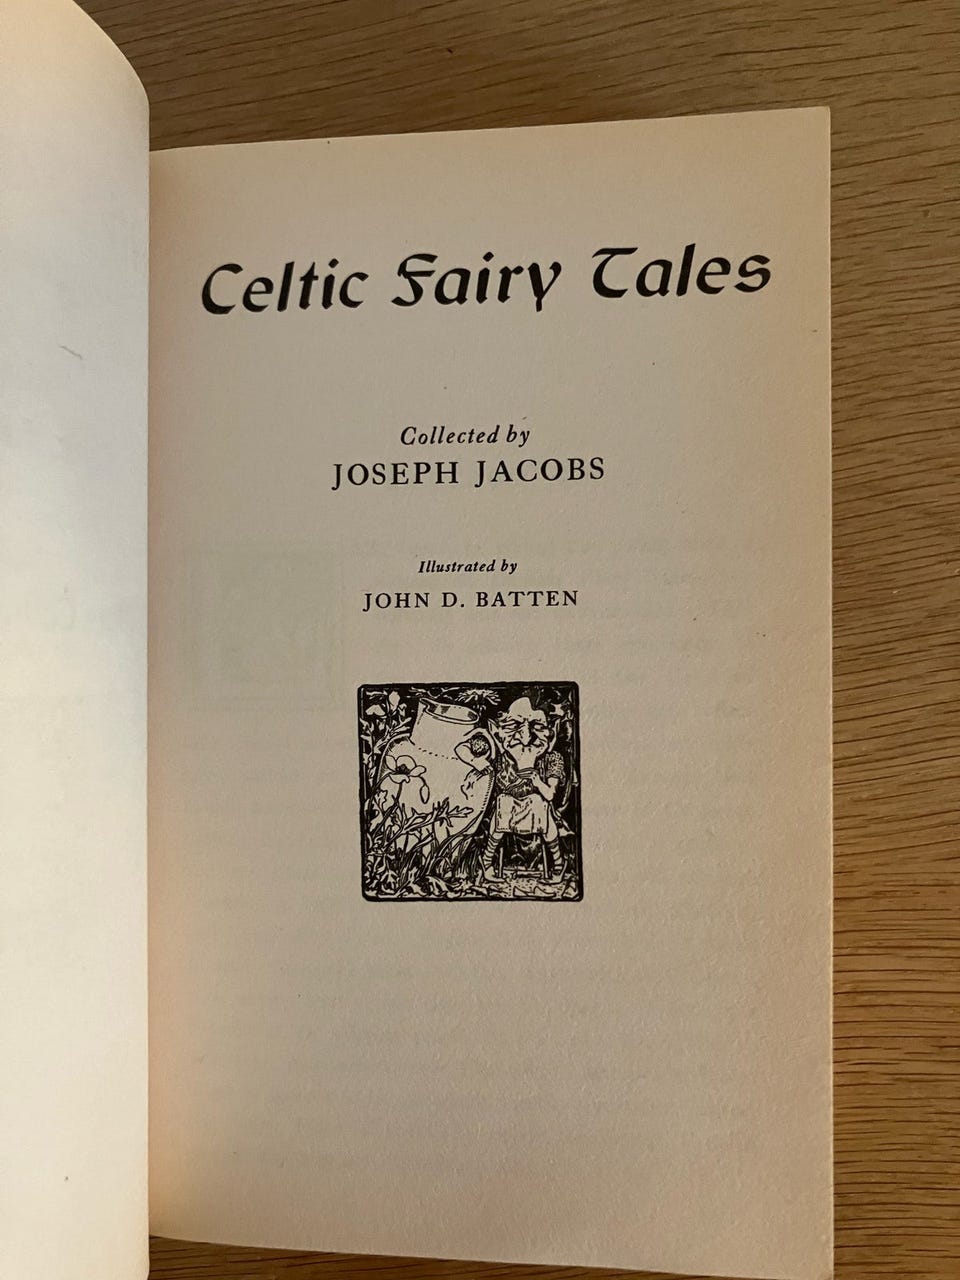 Celtic Fairy Tales
Collected by
JOSEPH JACOBS
Illustrated by
JOHN D. BATTEN